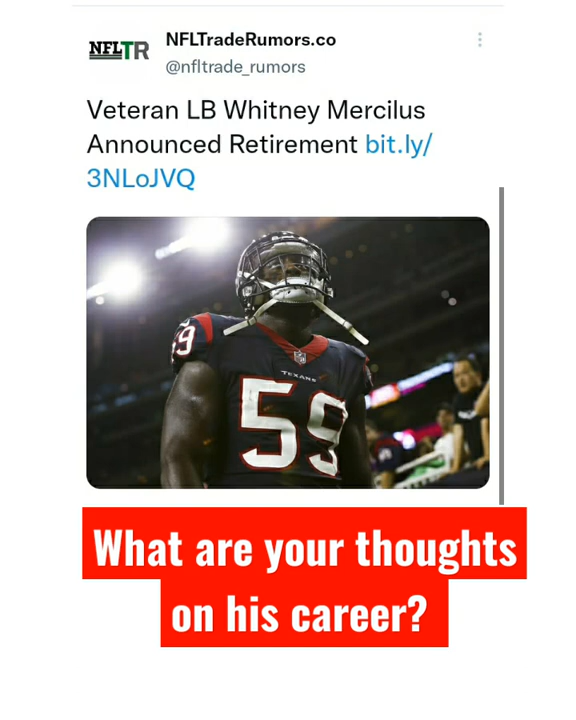 NFLTR
NFLTradeRumors.co
@nfltrade_rumors
Veteran LB Whitney Mercilus
Announced Retirement bit.ly/
3NLoJVQ
59
TEXANS
59
What are your thoughts
on his career?